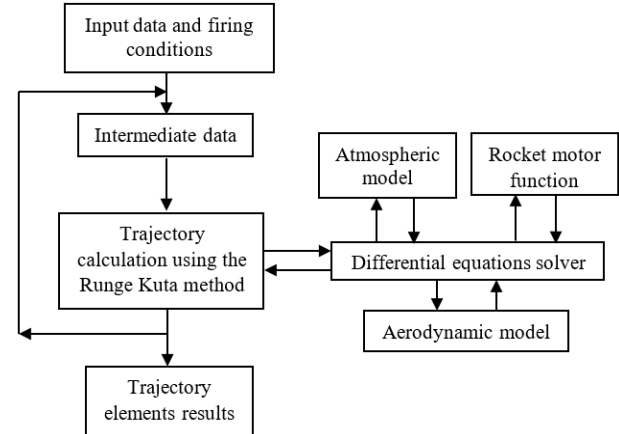 Input data and firing
conditions
Intermediate data
Atmospheric
model
Rocket motor
function
Trajectory
calculation using the
Runge Kuta method
Differential equations solver
Aerodynamic model
Trajectory
elements results